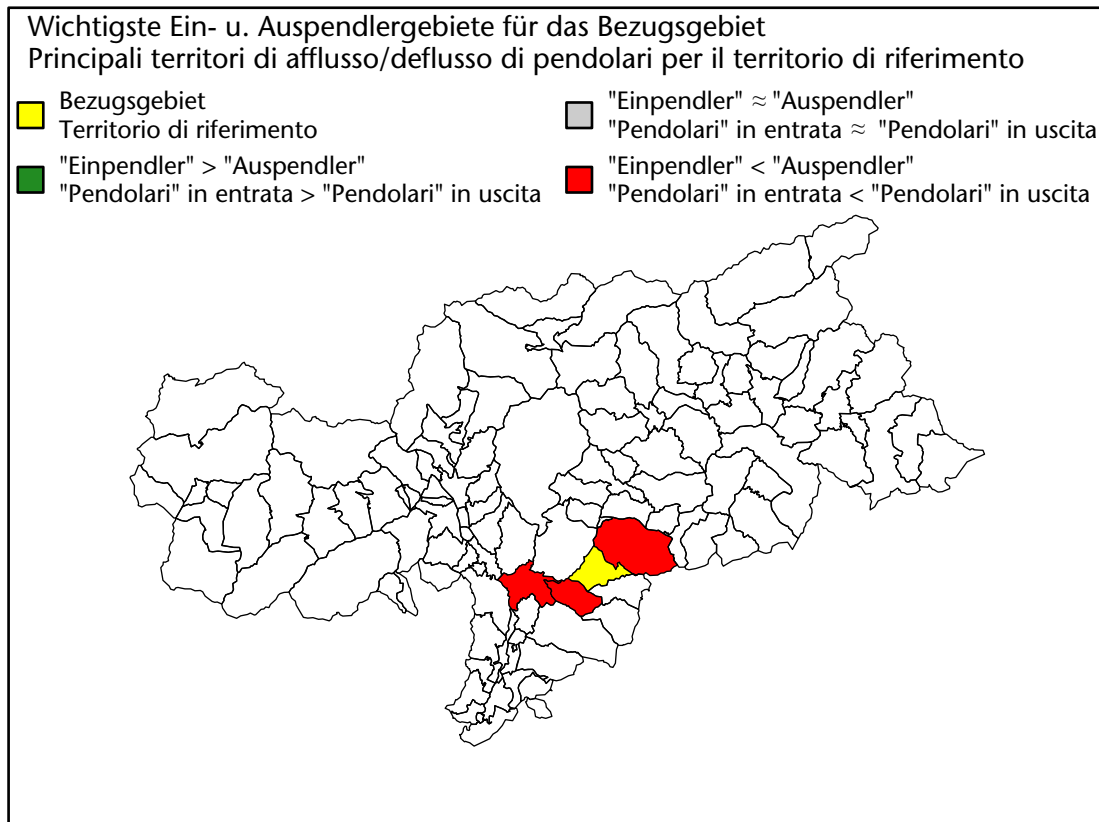 Wichtigste Ein- u. Auspendlergebiete für das Bezugsgebiet
Principali territori di afflusso/deflusso di pendolari per il territorio di riferimento
Bezugsgebiet
Territorio di riferimento
"Einpendler" > "Auspendler"
"Pendolari" in entrata > "Pendolari" in uscita
"Einpendler" ≈ "Auspendler"
"Pendolari" in entrata ≈ "Pendolari" in uscita
"Einpendler" < "Auspendler"
"Pendolari" in entrata < "Pendolari" in uscita